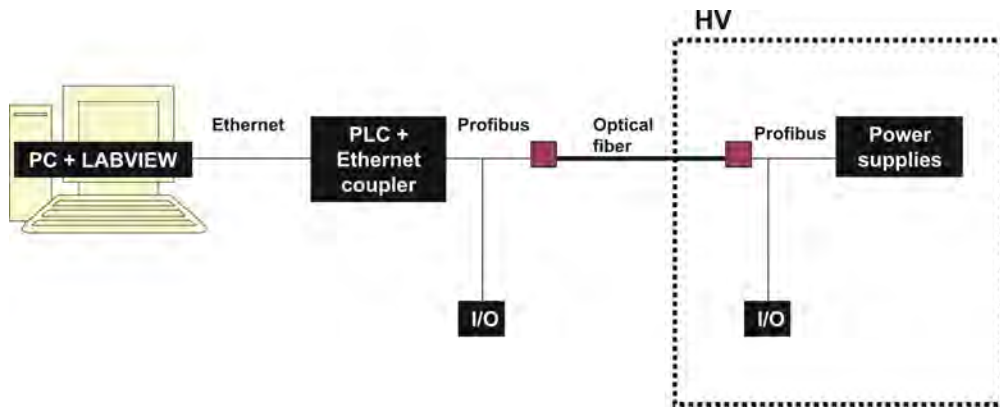 HV
Ethernet
Profibus
Optical
fiber
Profibus
PC + LABVIEW
PLC +
Ethernet
coupler
Power
supplies
I/O
I/O